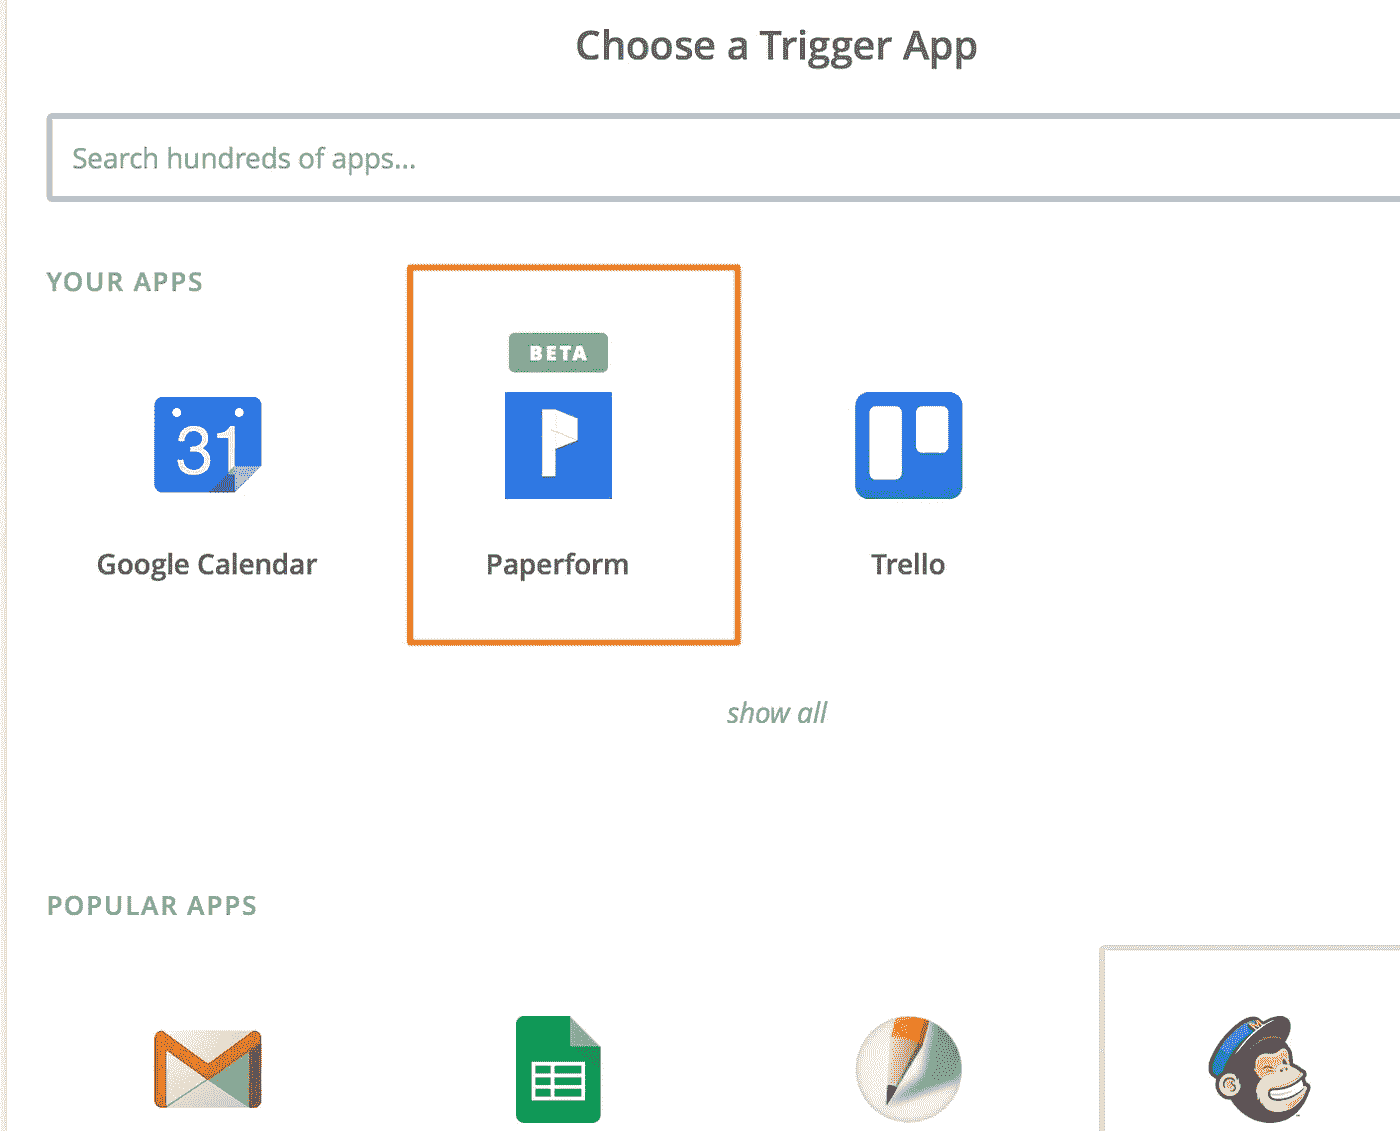 Choose a Trigger App
Search hundreds of apps...
YOUR APPS
BETA
31
Google Calendar
Paperform
Trello
show all
POPULAR APPS